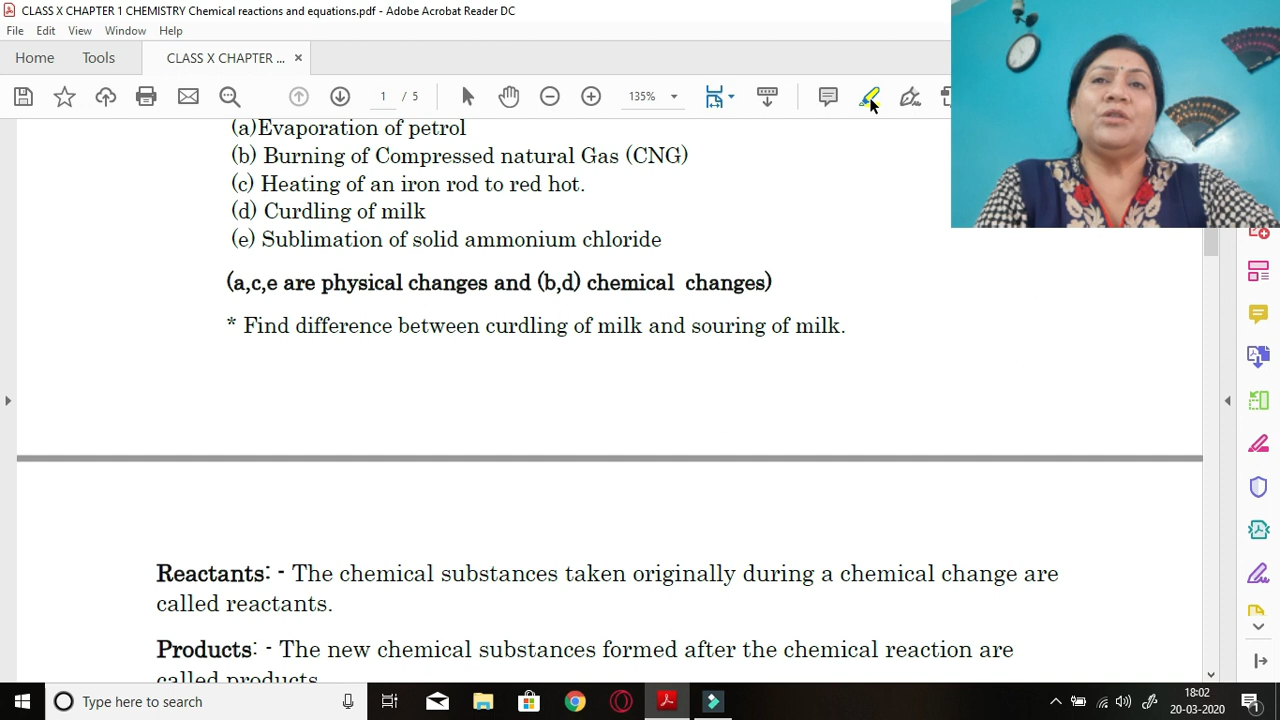 CLASS X CHAPTER 1 CHEMISTRY Chemical reactions and equations.pdf - Adobe Acrobat Reader DC
File Edit View Window Help
Home Tools CLASS X CHAPTER ... ×
1 / 5 135%
(a)Evaporation of petrol
(b) Burning of Compressed natural Gas (CNG)
(c) Heating of an iron rod to red hot.
(d) Curdling of milk
(e) Sublimation of solid ammonium chloride
(a,c,e are physical changes and (b,d) chemical changes)
* Find difference between curdling of milk and souring of milk.
Reactants: - The chemical substances taken originally during a chemical change are
called reactants.
Products: - The new chemical substances formed after the chemical reaction are
called products
Type here to search
18:02
20-03-2020
1